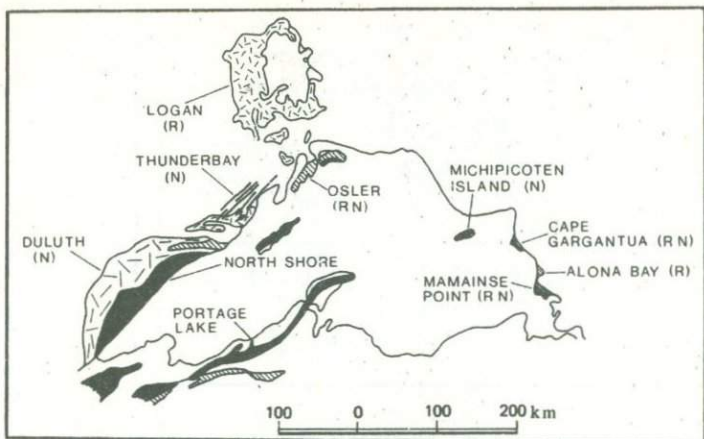 LOGAN
(R)
THUNDERBAY
(N)
OSLER
(R N)
MICHIPICOTEN
ISLAND (N)
CAPE
GARGANTUA (R N)
DULUTH
(N)
NORTH SHORE
ALONA BAY (R)
MAMAINSE
POINT (R N)
PORTAGE
LAKE
100 0 100 200 km